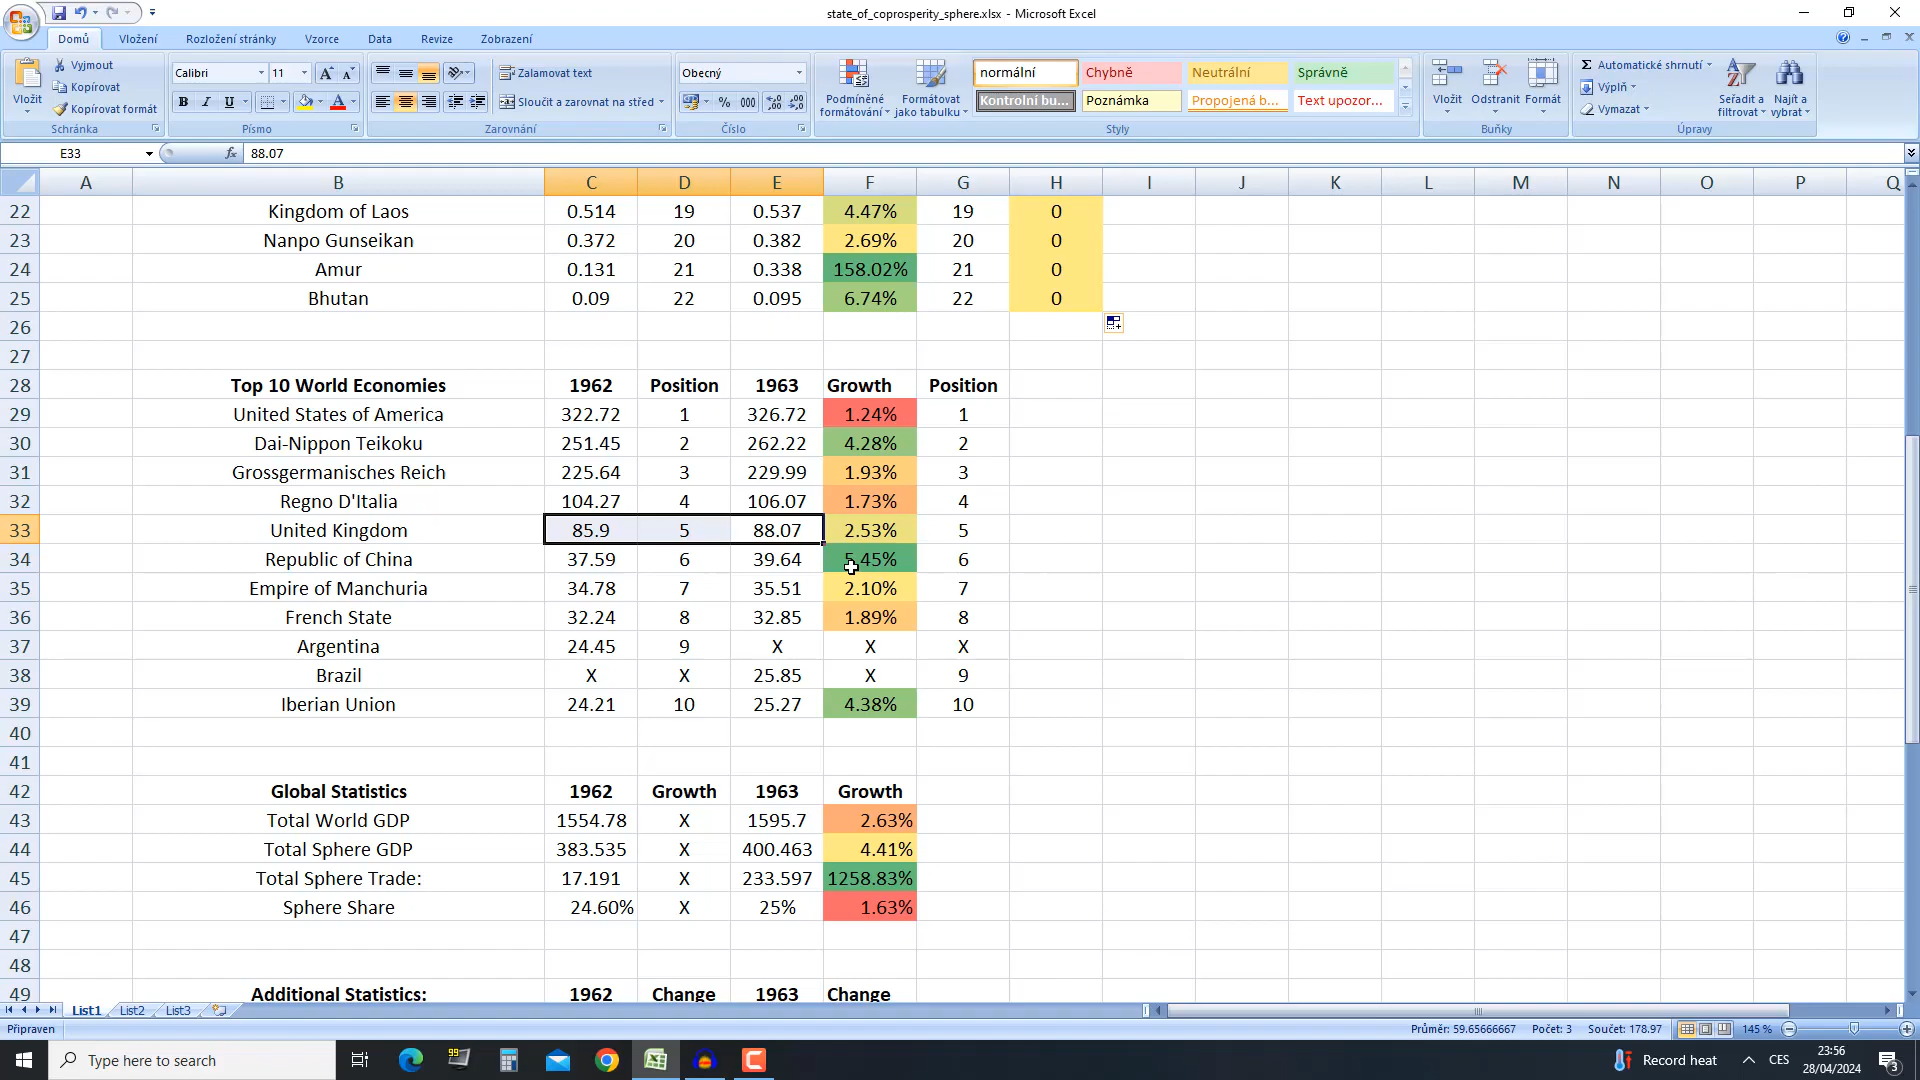 state_of_coprosperity_sphere.xlsx - Microsoft Excel
Domů Vložení Rozložení stránky Vzorce Data Revize Zobrazení
Vložit
Vyjmout
Kopírovat
Kopírovat formát
Schránka
Calibri 11
B I U
Písmo
Zalamovat text
Sloučit a zarovnat na střed
Zarovnání
Obecný
% 000
Číslo
Podmíněné formátování
Formátovat jako tabulku
normální Chybně Neutrální Správně
Kontrolní bu... Poznámka Propojená b... Text upozor...
Styly
Vložit Odstranit Formát
Buňky
Σ Automatické shrnutí
Výplň
Vymazat
Seřadit a filtrovat
Najít a vybrat
Úpravy
E33 fx 88.07
A B C D E F G H I J K L M N O P Q
22 Kingdom of Laos 0.514 19 0.537 4.47% 19 0
23 Nanpo Gunseikan 0.372 20 0.382 2.69% 20 0
24 Amur 0.131 21 0.338 158.02% 21 0
25 Bhutan 0.09 22 0.095 6.74% 22 0
26
27
28 Top 10 World Economies 1962 Position 1963 Growth Position
29 United States of America 322.72 1 326.72 1.24% 1
30 Dai-Nippon Teikoku 251.45 2 262.22 4.28% 2
31 Grossgermanisches Reich 225.64 3 229.99 1.93% 3
32 Regno D'Italia 104.27 4 106.07 1.73% 4
33 United Kingdom 85.9 5 88.07 2.53% 5
34 Republic of China 37.59 6 39.64 5.45% 6
35 Empire of Manchuria 34.78 7 35.51 2.10% 7
36 French State 32.24 8 32.85 1.89% 8
37 Argentina 24.45 9 X X X
38 Brazil X X 25.85 X 9
39 Iberian Union 24.21 10 25.27 4.38% 10
40
41
42 Global Statistics 1962 Growth 1963 Growth
43 Total World GDP 1554.78 X 1595.7 2.63%
44 Total Sphere GDP 383.535 X 400.463 4.41%
45 Total Sphere Trade: 17.191 X 233.597 1258.83%
46 Sphere Share 24.60% X 25% 1.63%
47
48
49 Additional Statistics: 1962 Change 1963 Change
List1 List2 List3
Připraven Průměr: 59.65666667 Počet: 3 Součet: 178.97 145 %
Type here to search 99 Record heat CES 23:56
28/04/2024 3